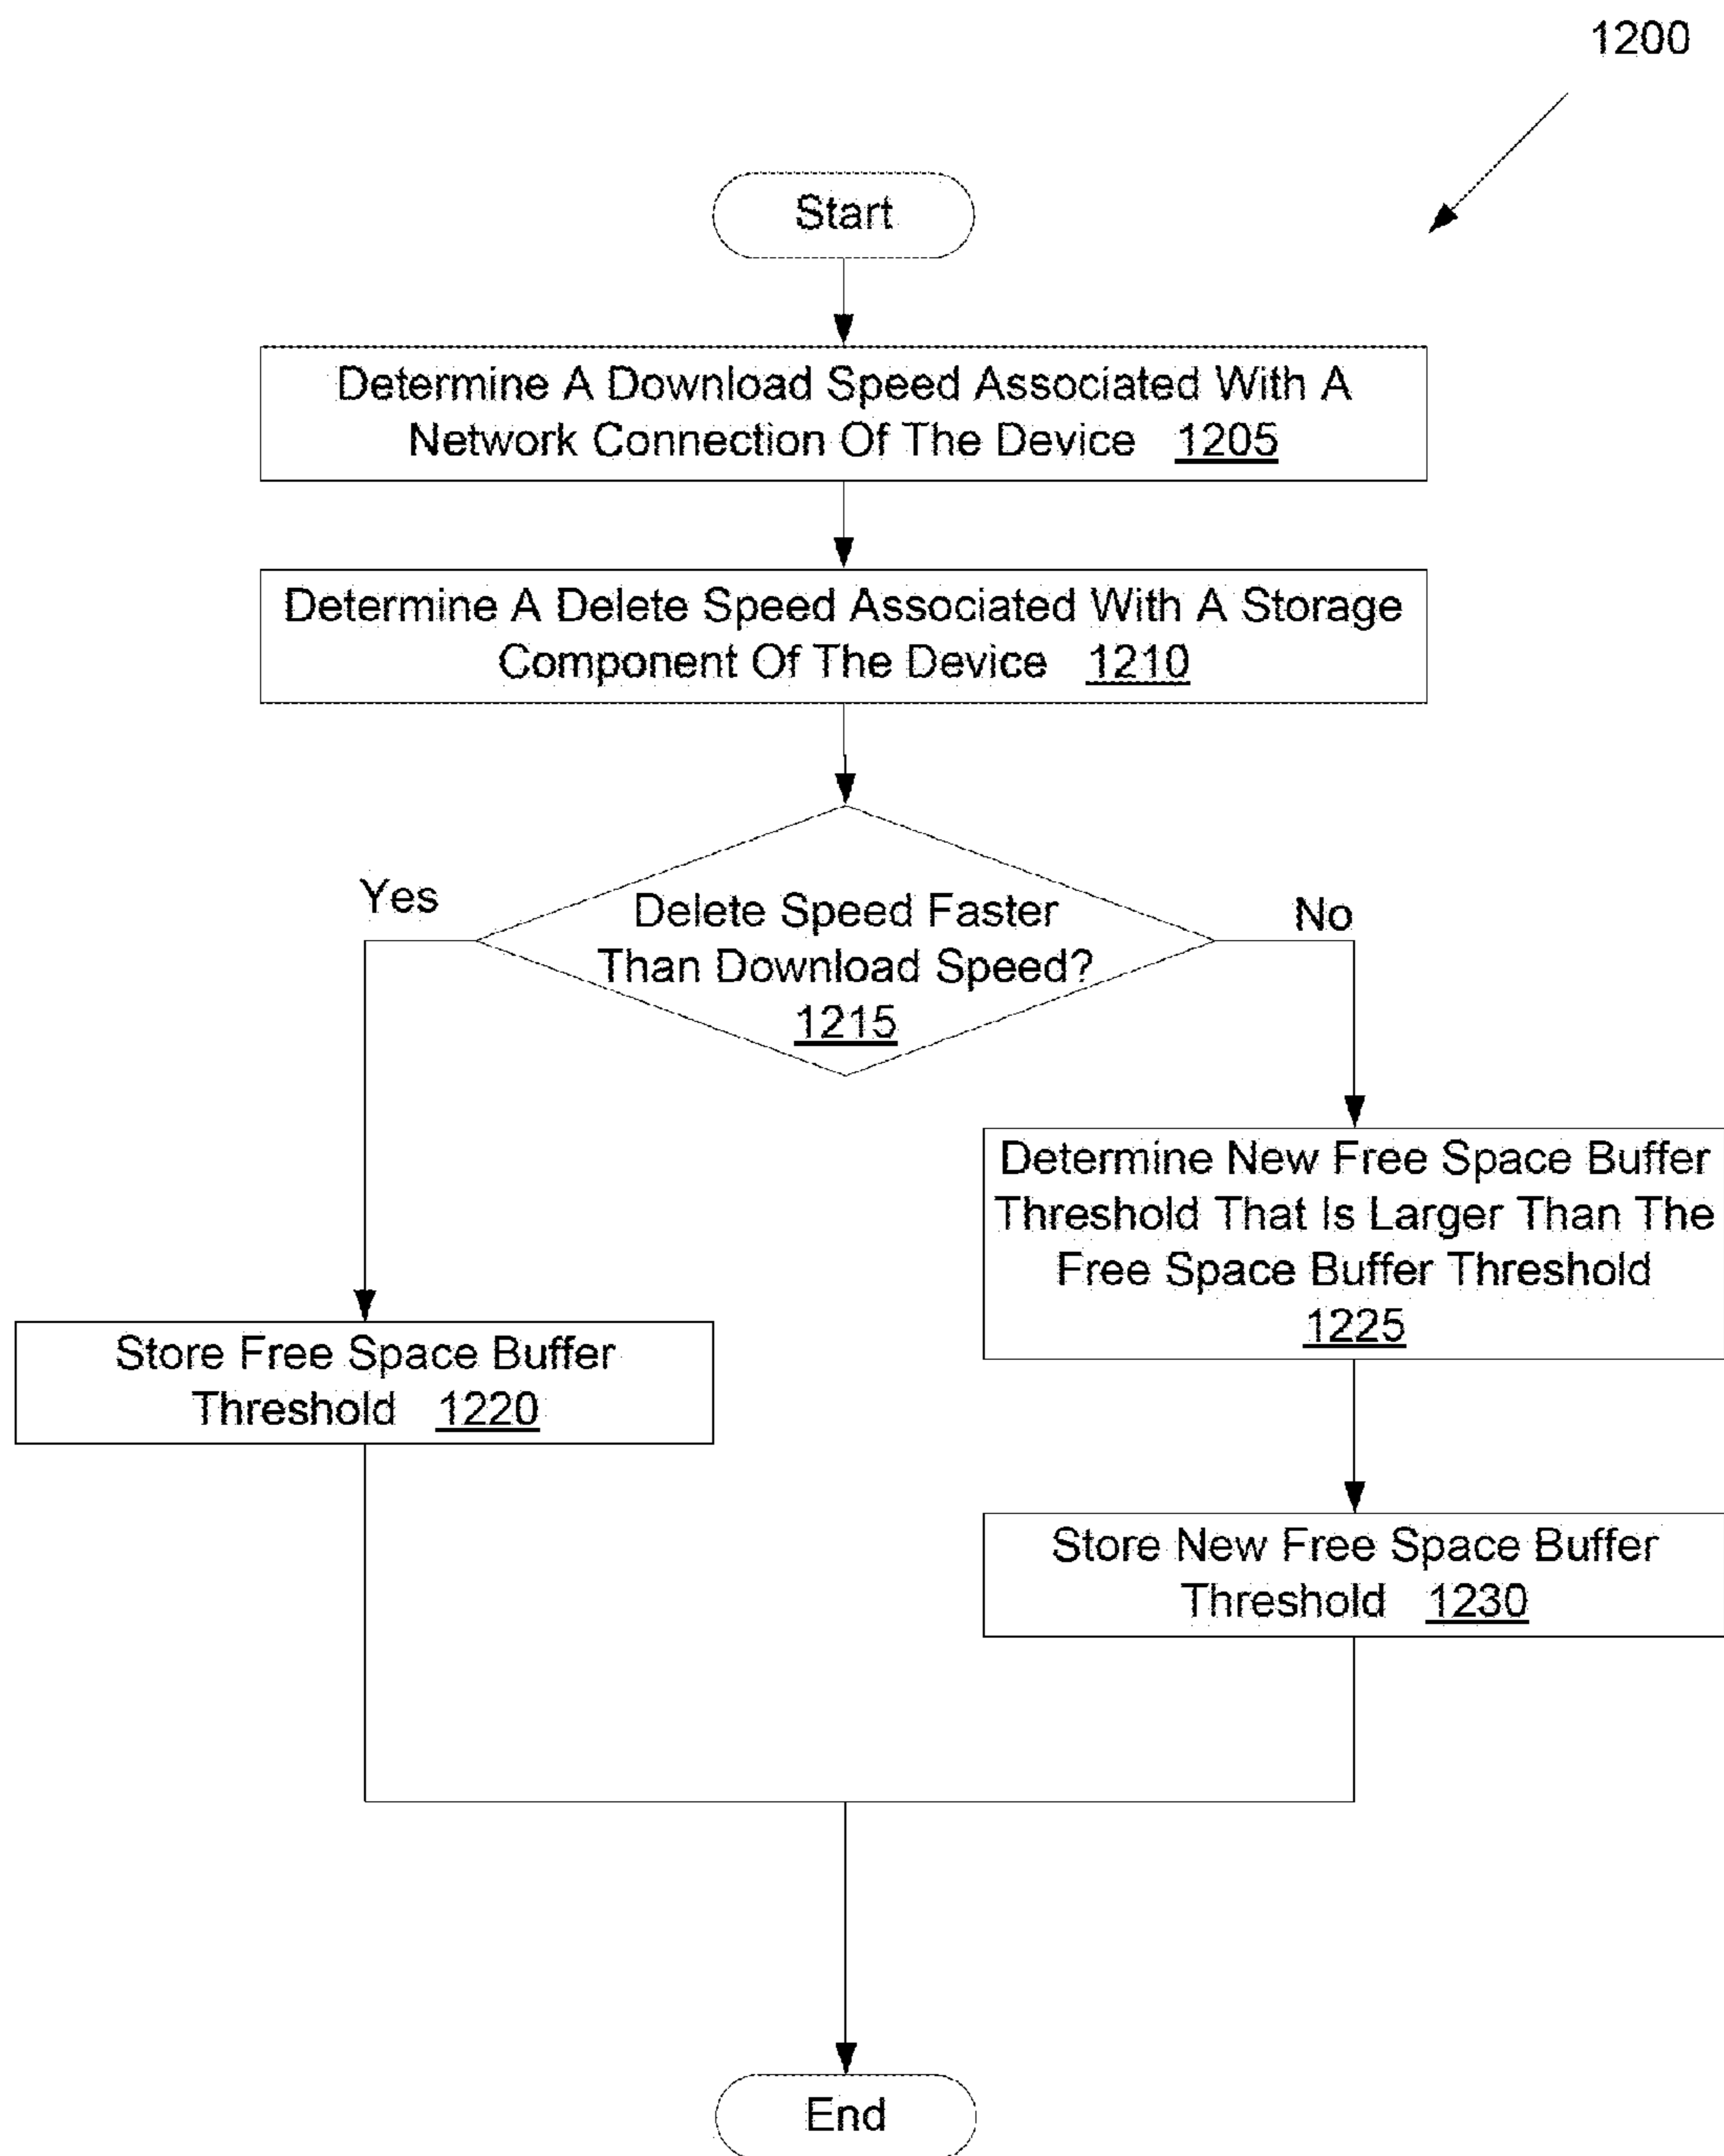 1200
Start
Determine A Download Speed Associated With A
Network Connection Of The Device 1205
Determine A Delete Speed Associated With A Storage
Component Of The Device 1210
Yes
Delete Speed Faster
Than Download Speed?
1215
No
Determine New Free Space Buffer
Threshold That Is Larger Than The
Free Space Buffer Threshold
1225
Store Free Space Buffer
Threshold 1220
Store New Free Space Buffer
Threshold 1230
End